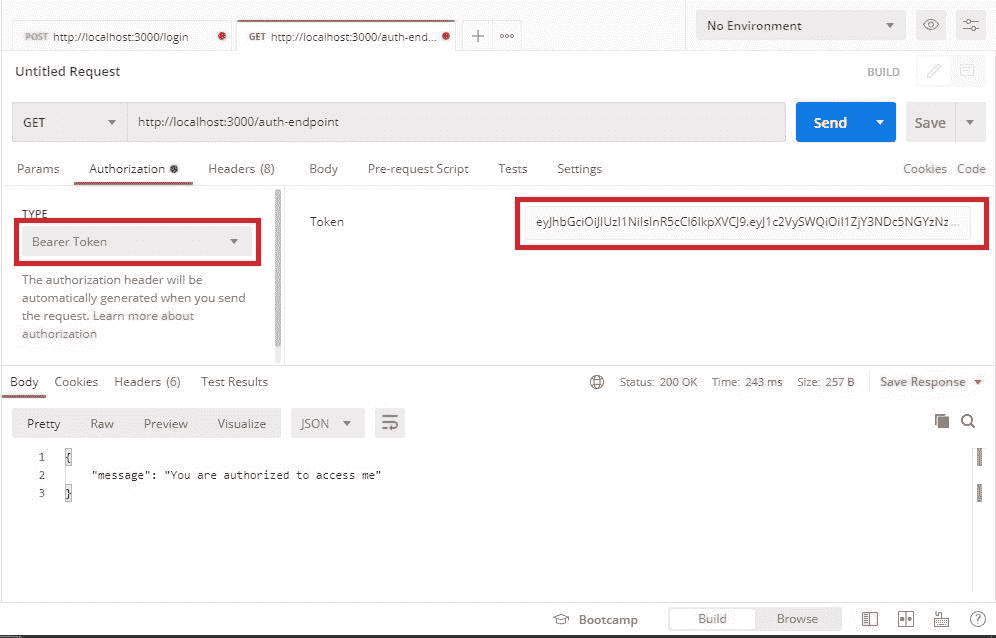 POST http://localhost:3000/login
GET http://localhost:3000/auth-end...
No Environment
Untitled Request
BUILD
GET
http://localhost:3000/auth-endpoint
Send
Save
Params
Authorization
Headers (8)
Body
Pre-request Script
Tests
Settings
Cookies
Code
TYPE
Bearer Token
The authorization header will be
automatically generated when you send
the request. Learn more about
authorization
Token
eyJhbGciOiJIUzI1NiIsInR5cCI6IkpXVCJ9.eyJ1c2VySWQiOiI1ZjY3NDc5NGYzNz...
Body
Cookies
Headers (6)
Test Results
Status: 200 OK
Time: 243 ms
Size: 257 B
Save Response
Pretty
Raw
Preview
Visualize
JSON
1 {
2 "message": "You are authorized to access me"
3 }
Bootcamp
Build
Browse